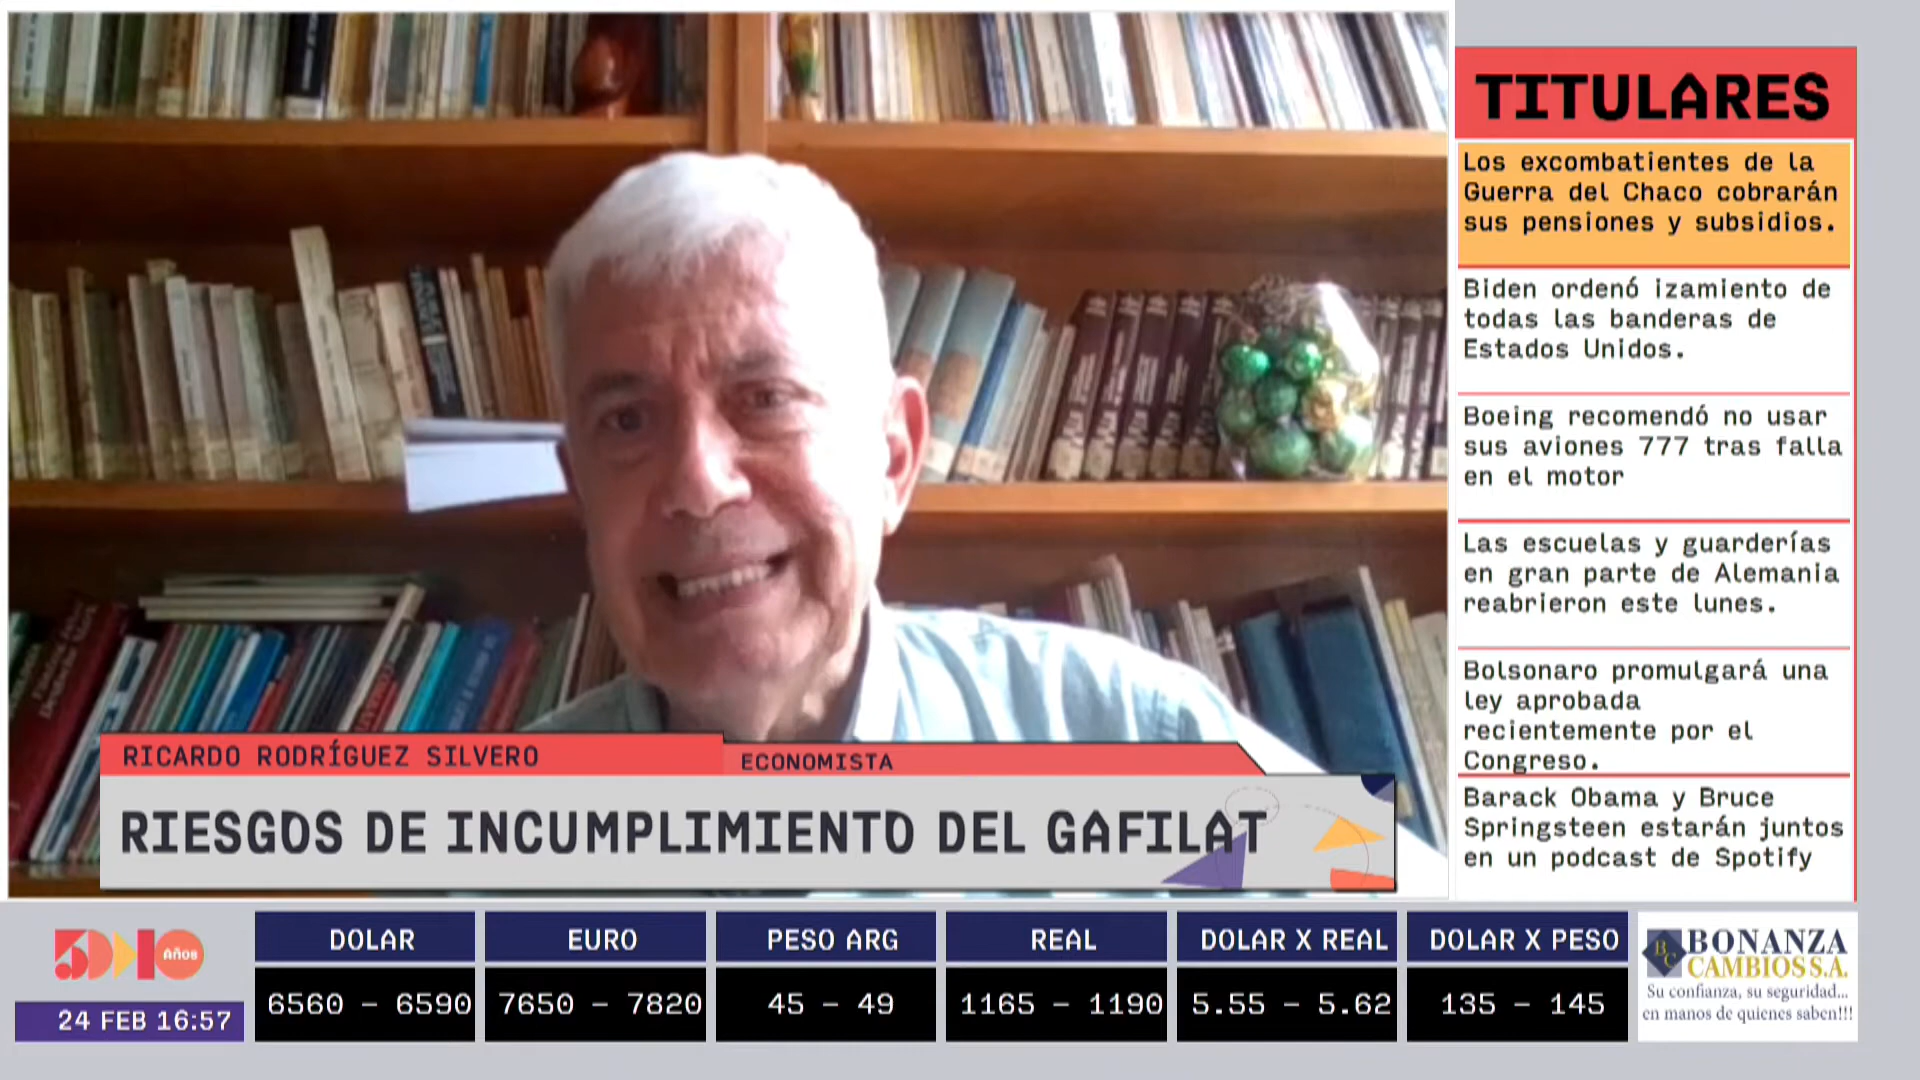 TITULARES
Los excombatientes de la
Guerra del Chaco cobrarán
sus pensiones y subsidios.
Biden ordenó izamiento de
todas las banderas de
Estados Unidos.
Boeing recomendó no usar
sus aviones 777 tras falla
en el motor
Las escuelas y guarderías
en gran parte de Alemania
reabrieron este lunes.
Bolsonaro promulgará una
ley aprobada
recientemente por el
Congreso.
Barack Obama y Bruce
Springsteen estarán juntos
en un podcast de Spotify
RICARDO RODRÍGUEZ SILVERO
ECONOMISTA
RIESGOS DE INCUMPLIMIENTO DEL GAFILAT
Años
24 FEB 16:57
DOLAR
6560 - 6590
EURO
7650 - 7820
PESO ARG
45 - 49
REAL
1165 - 1190
DOLAR X REAL
5.55 - 5.62
DOLAR X PESO
135 - 145
BC
BONANZA
CAMBIOS S.A.
Su confianza, su seguridad...
en manos de quienes saben!!!